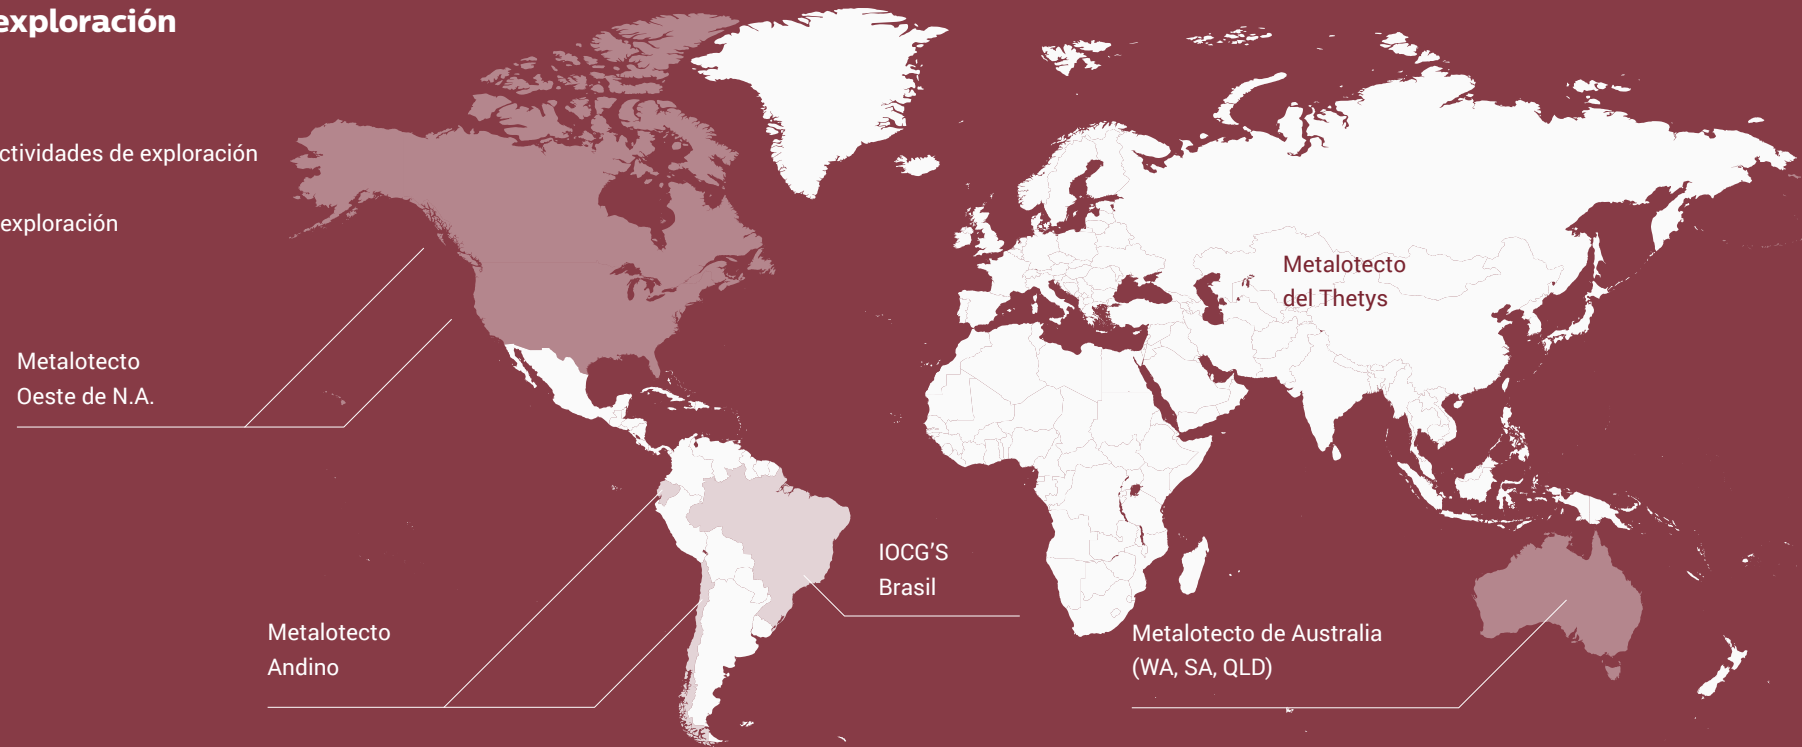 exploración
ctividades de exploración
exploración
Metalotecto
Oeste de N.A.
Metalotecto
del Thetys
IOCG'S
Brasil
Metalotecto
Andino
Metalotecto de Australia
(WA, SA, QLD)